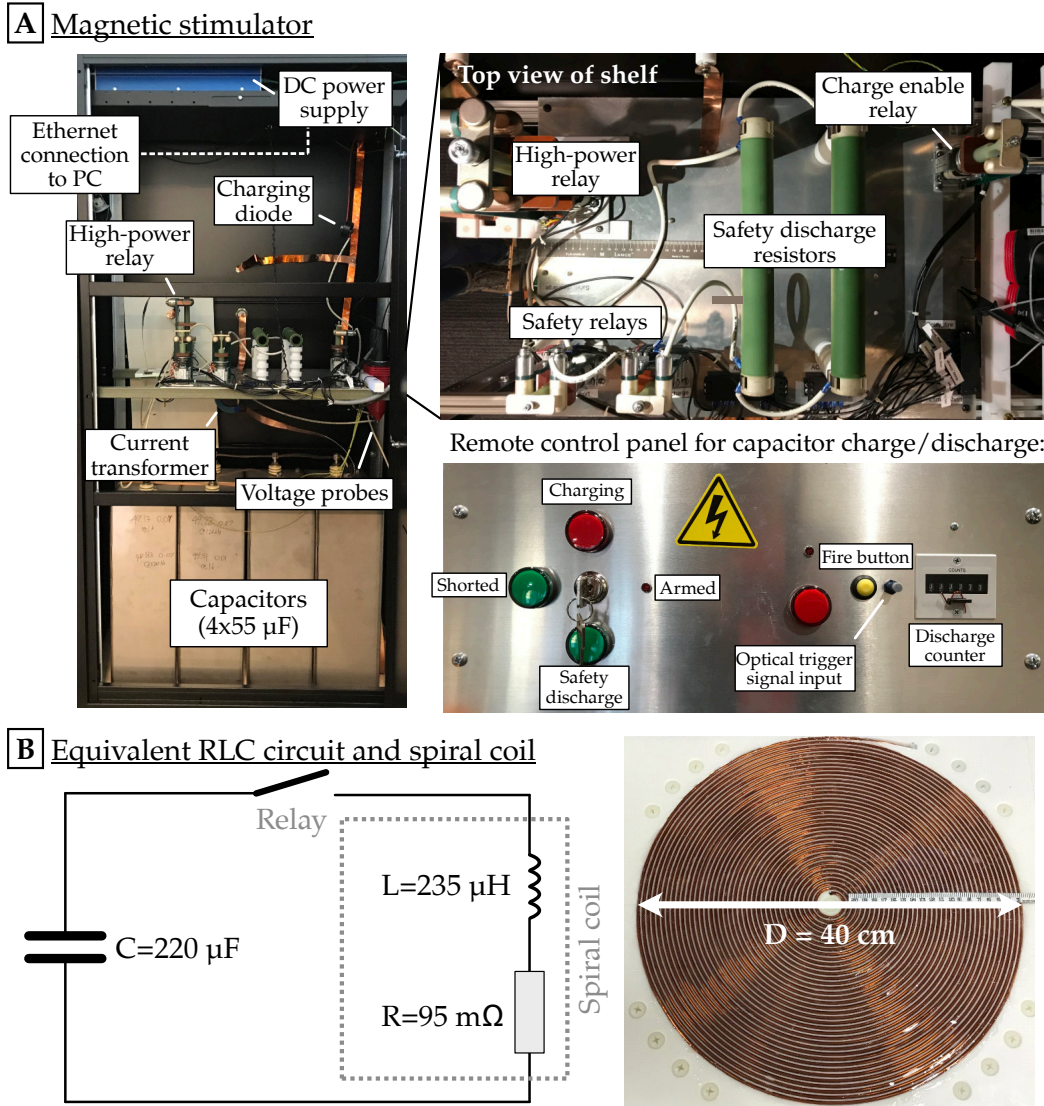 A Magnetic stimulator
DC power
supply
Ethernet
connection
to PC
Charging
diode
High-power
relay
Current
transformer
Voltage probes
Capacitors
(4x55 µF)
Top view of shelf
Charge enable
relay
High-power
relay
Safety discharge
resistors
Safety relays
Remote control panel for capacitor charge/discharge:
Charging
Shorted
Armed
Safety
discharge
Fire button
Optical trigger
signal input
COUNTS
Discharge
counter
B Equivalent RLC circuit and spiral coil
Relay
L=235 µH
C=220 µF
R=95 mΩ
Spiral coil
D = 40 cm